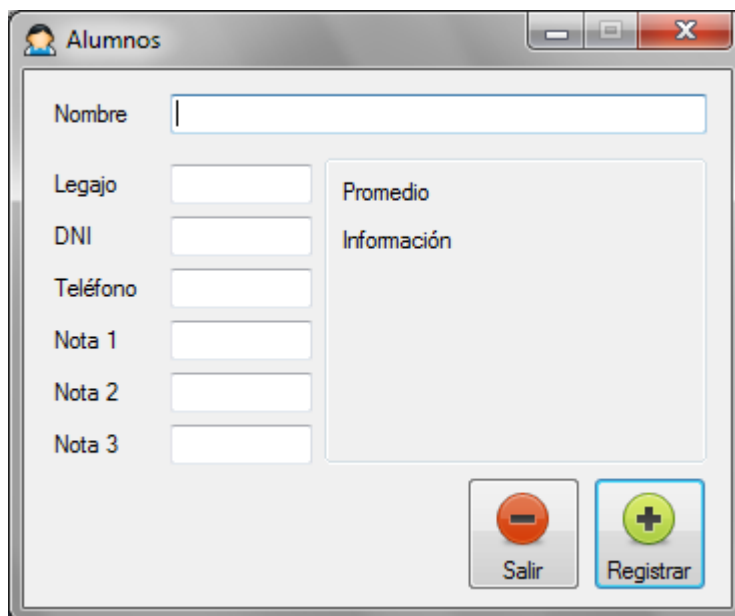 Alumnos
Nombre
Legajo
DNI
Teléfono
Nota 1
Nota 2
Nota 3
Promedio
Información
Salir
Registrar